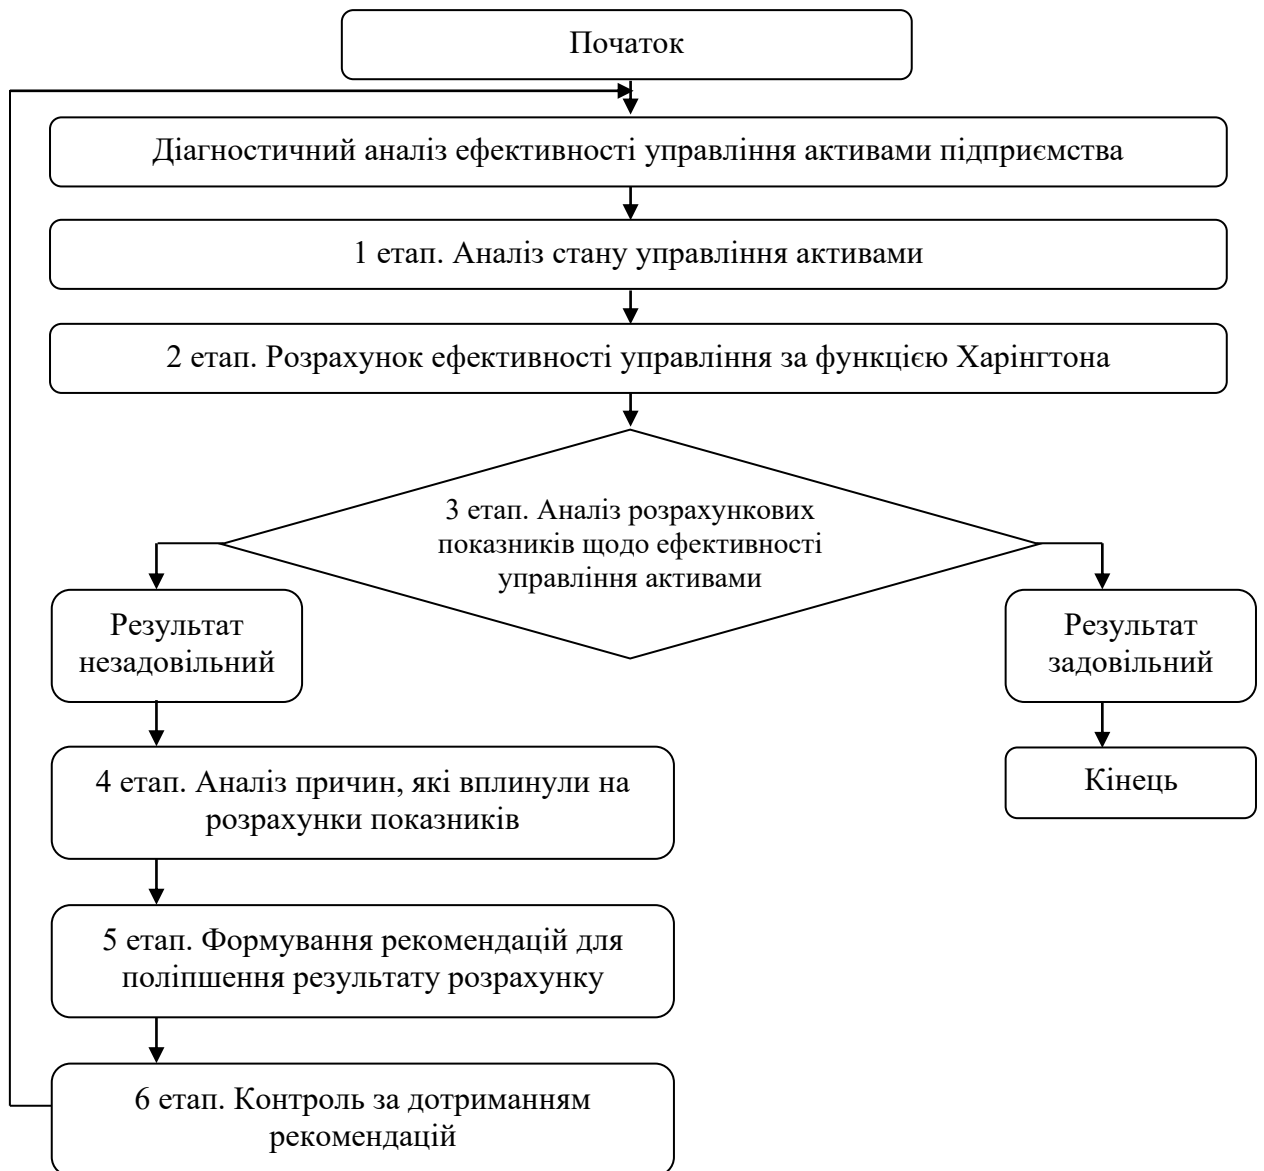 Початок
Діагностичний аналіз ефективності управління активами підприємства
1 етап. Аналіз стану управління активами
2 етап. Розрахунок ефективності управління за функцією Харінгтона
3 етап. Аналіз розрахункових
показників щодо ефективності
управління активами
Результат
незадовільний
Результат
задовільний
4 етап. Аналіз причин, які вплинули на
розрахунки показників
Кінець
5 етап. Формування рекомендацій для
поліпшення результату розрахунку
6 етап. Контроль за дотриманням
рекомендацій